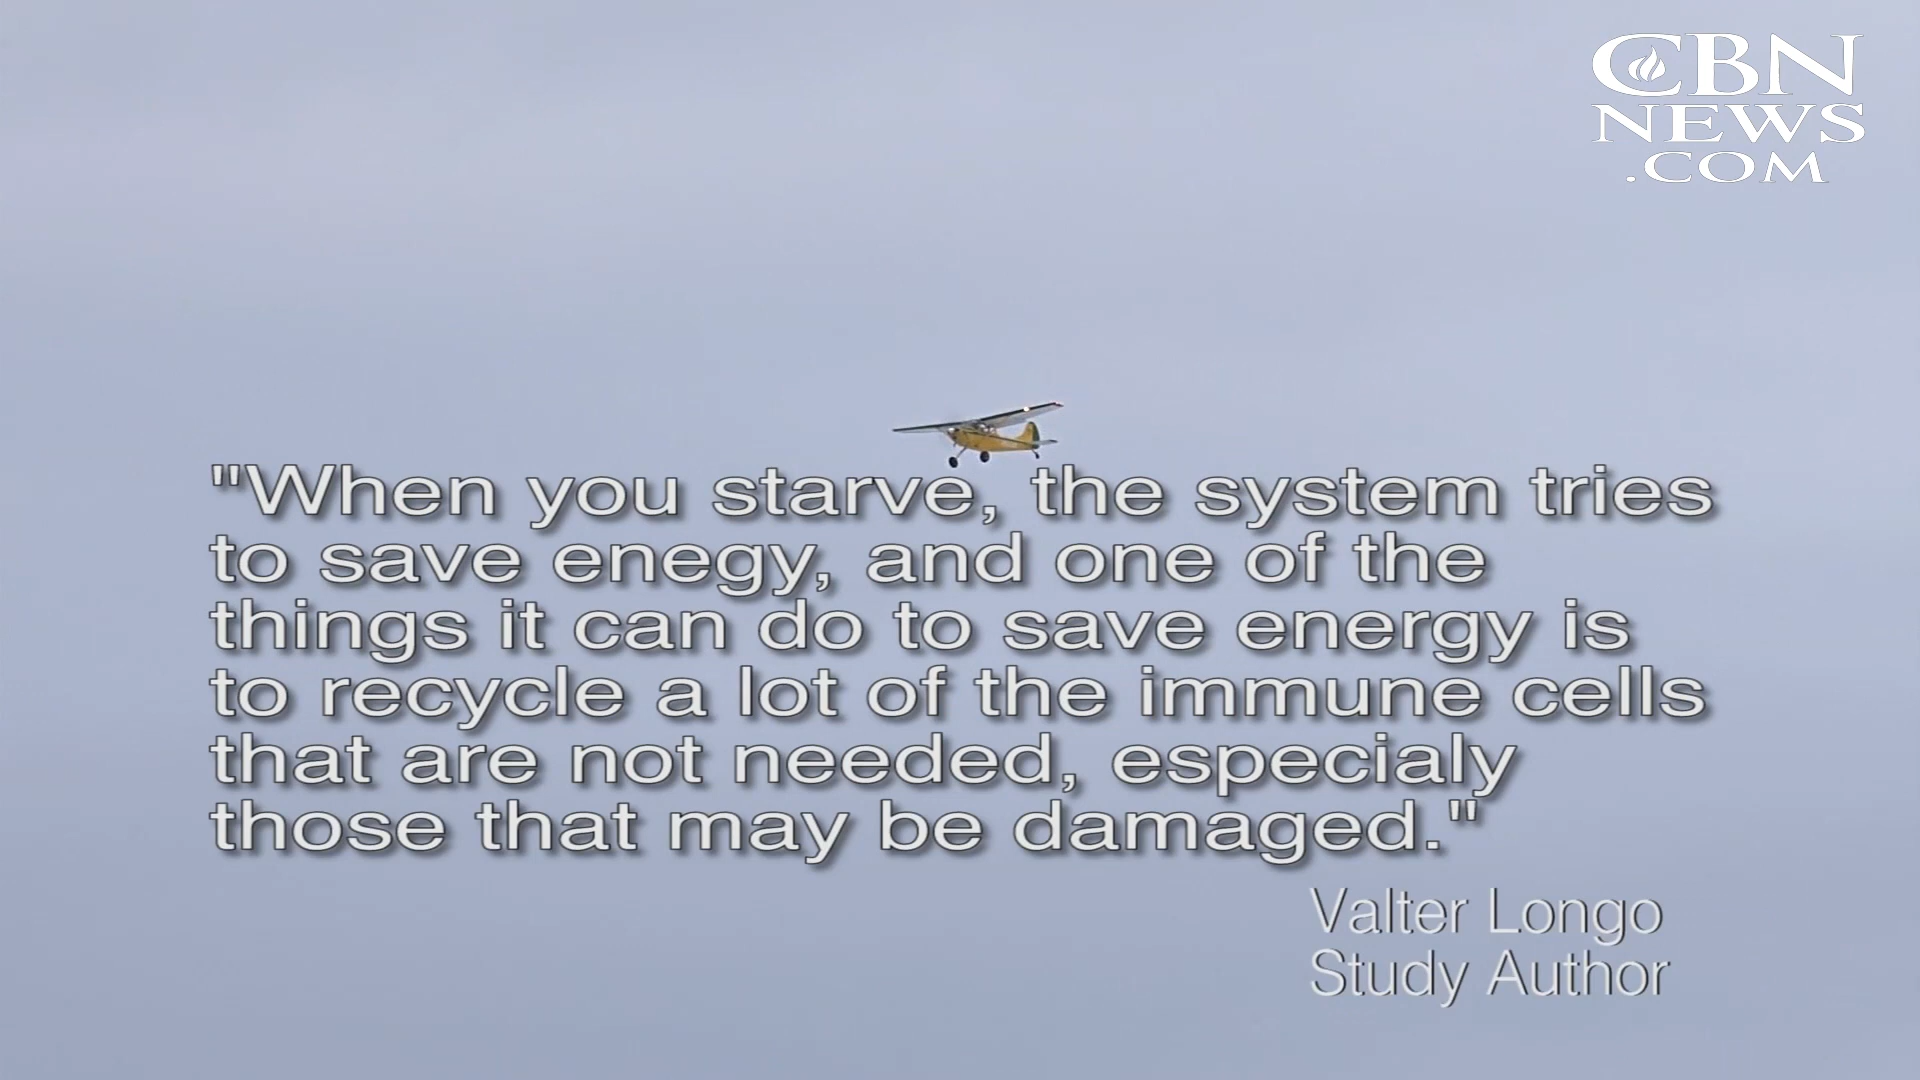 CBN
NEWS
.COM
"When you starve, the system tries
to save enegy, and one of the
things it can do to save energy is
to recycle a lot of the immune cells
that are not needed, especialy
those that may be damaged."
Valter Longo
Study Author